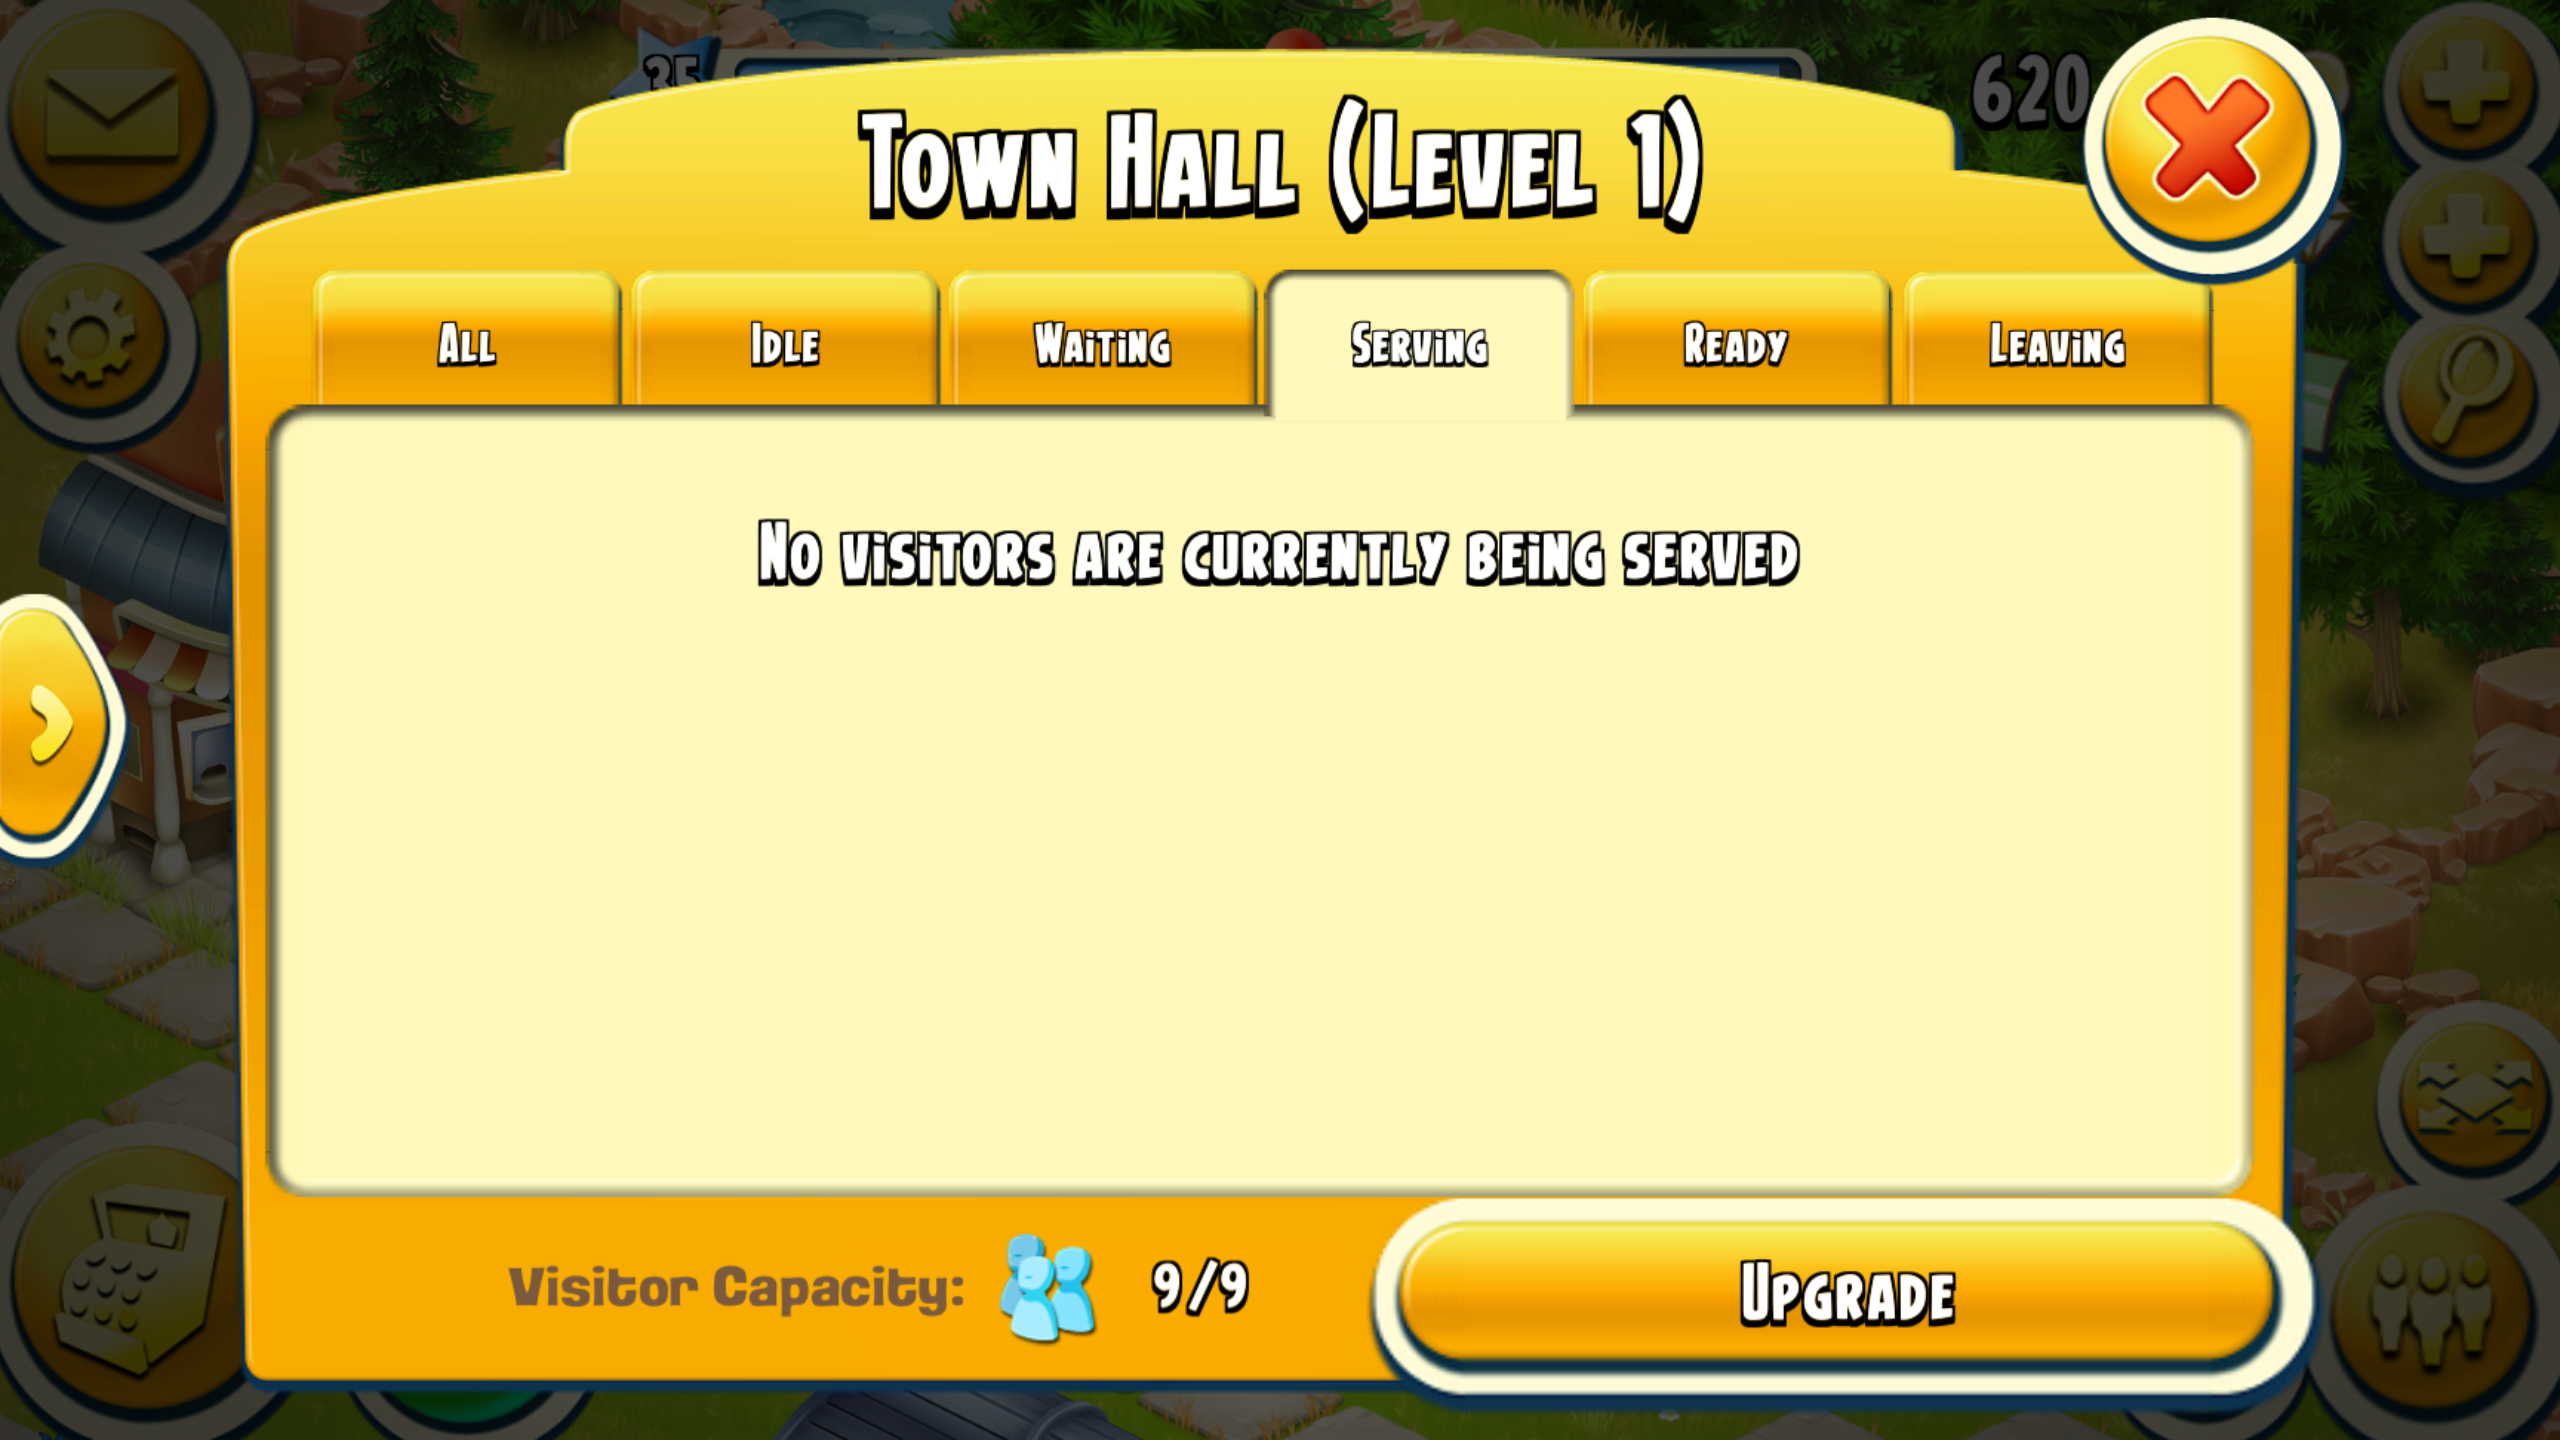 35
620
Town Hall (Level 1)
All
Idle
Waiting
Serving
Ready
Leaving
No visitors are currently being served
Visitor Capacity:
9/9
Upgrade